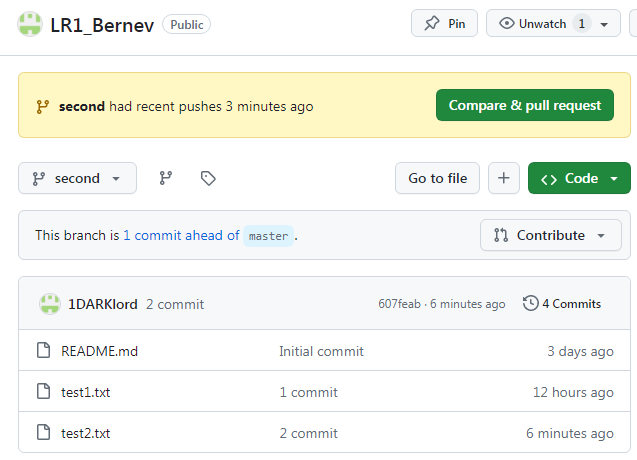 LR1_Bernev Public Pin Unwatch 1
second had recent pushes 3 minutes ago Compare & pull request
second Go to file Code
This branch is 1 commit ahead of master . Contribute
1DARKlord 2 commit 607feab · 6 minutes ago 4 Commits
README.md Initial commit 3 days ago
test1.txt 1 commit 12 hours ago
test2.txt 2 commit 6 minutes ago